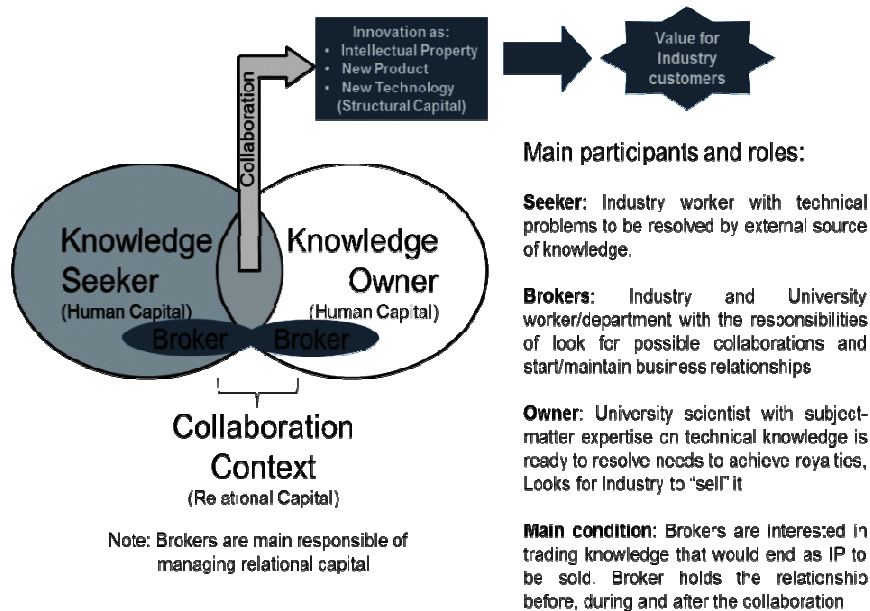 Innovation as:
• Intellectual Property
• New Product
• New Technology
(Structural Capital)
Value for
Industry
customers
Collaboration
Knowledge
Seeker
(Human Capital)
Knowledge
Owner
(Human Capital)
Broker
Broker
Collaboration
Context
(Relational Capital)
Note: Brokers are main responsible of
managing relational capital
Main participants and roles:
Seeker: Industry worker with technical
problems to be resolved by external source
of knowledge.
Brokers: Industry and University
worker/department with the responsibilities
of look for possible collaborations and
start/maintain business relationships
Owner: University scientist with subject-
matter expertise on technical knowledge is
ready to resolve needs to achieve royalties,
Looks for Industry to “sell” it
Main condition: Brokers are interested in
trading knowledge that would end as IP to
be sold. Broker holds the relationship
before, during and after the collaboration